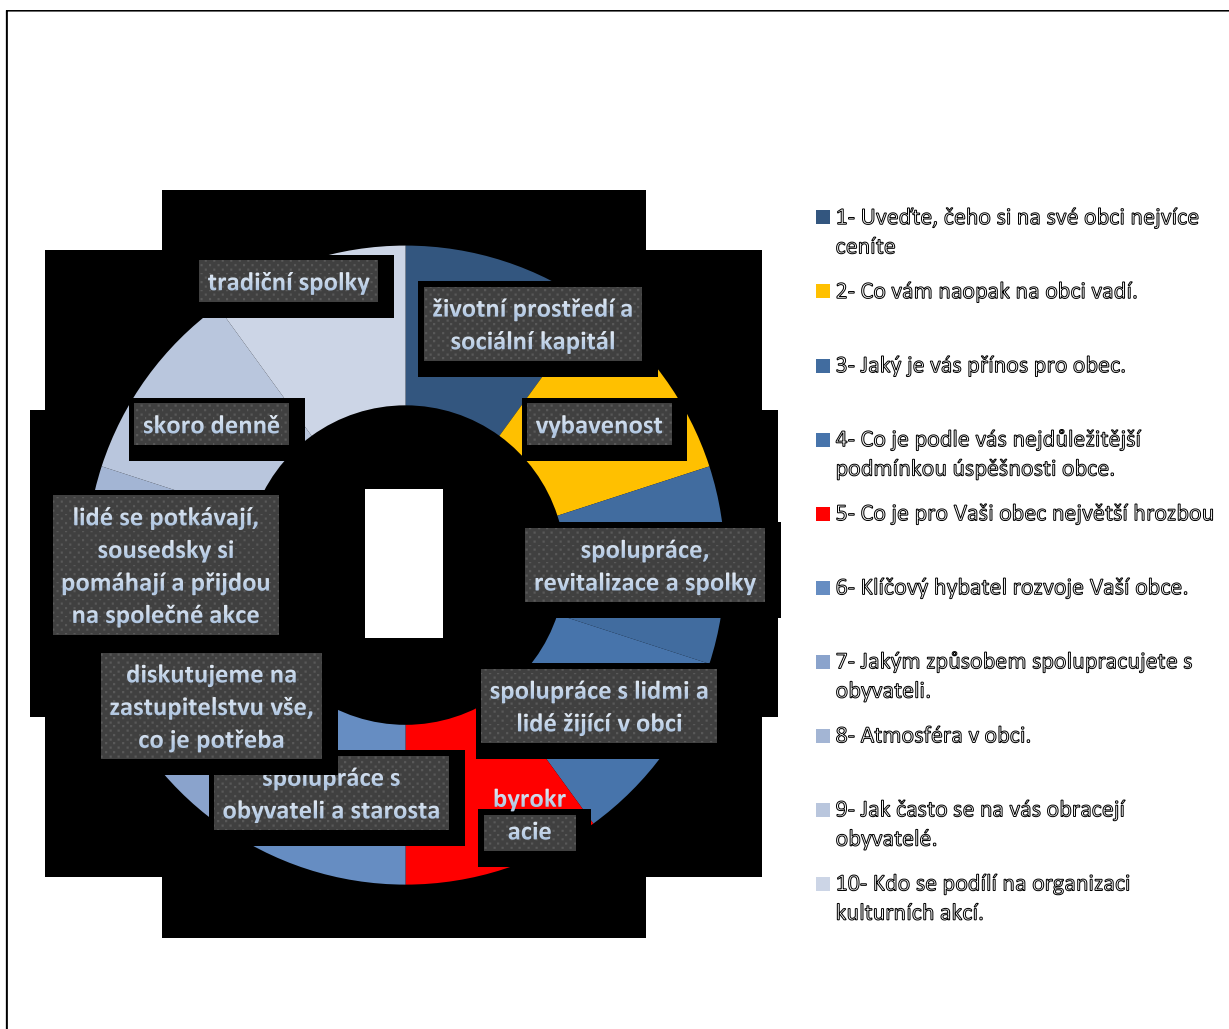 tradiční spolky
životní prostředí a
sociální kapitál
skoro denně
vybavenost
lidé se potkávají,
sousedsky si
pomáhají a přijdou
na společné akce
spolupráce,
revitalizace a spolky
diskutujeme na
zastupitelstvu vše,
co je potřeba
spolupráce s lidmi a
lidé žijící v obci
spolupráce s
obyvateli a starosta
byrokr
acie
1- Uveďte, čeho si na své obci nejvíce
ceníte
2- Co vám naopak na obci vadí.
3- Jaký je vás přínos pro obec.
4- Co je podle vás nejdůležitější
podmínkou úspěšnosti obce.
5- Co je pro Vaši obec největší hrozbou
6- Klíčový hybatel rozvoje Vaší obce.
7- Jakým způsobem spolupracujete s
obyvateli.
8- Atmosféra v obci.
9- Jak často se na vás obracejí
obyvatelé.
10- Kdo se podílí na organizaci
kulturních akcí.